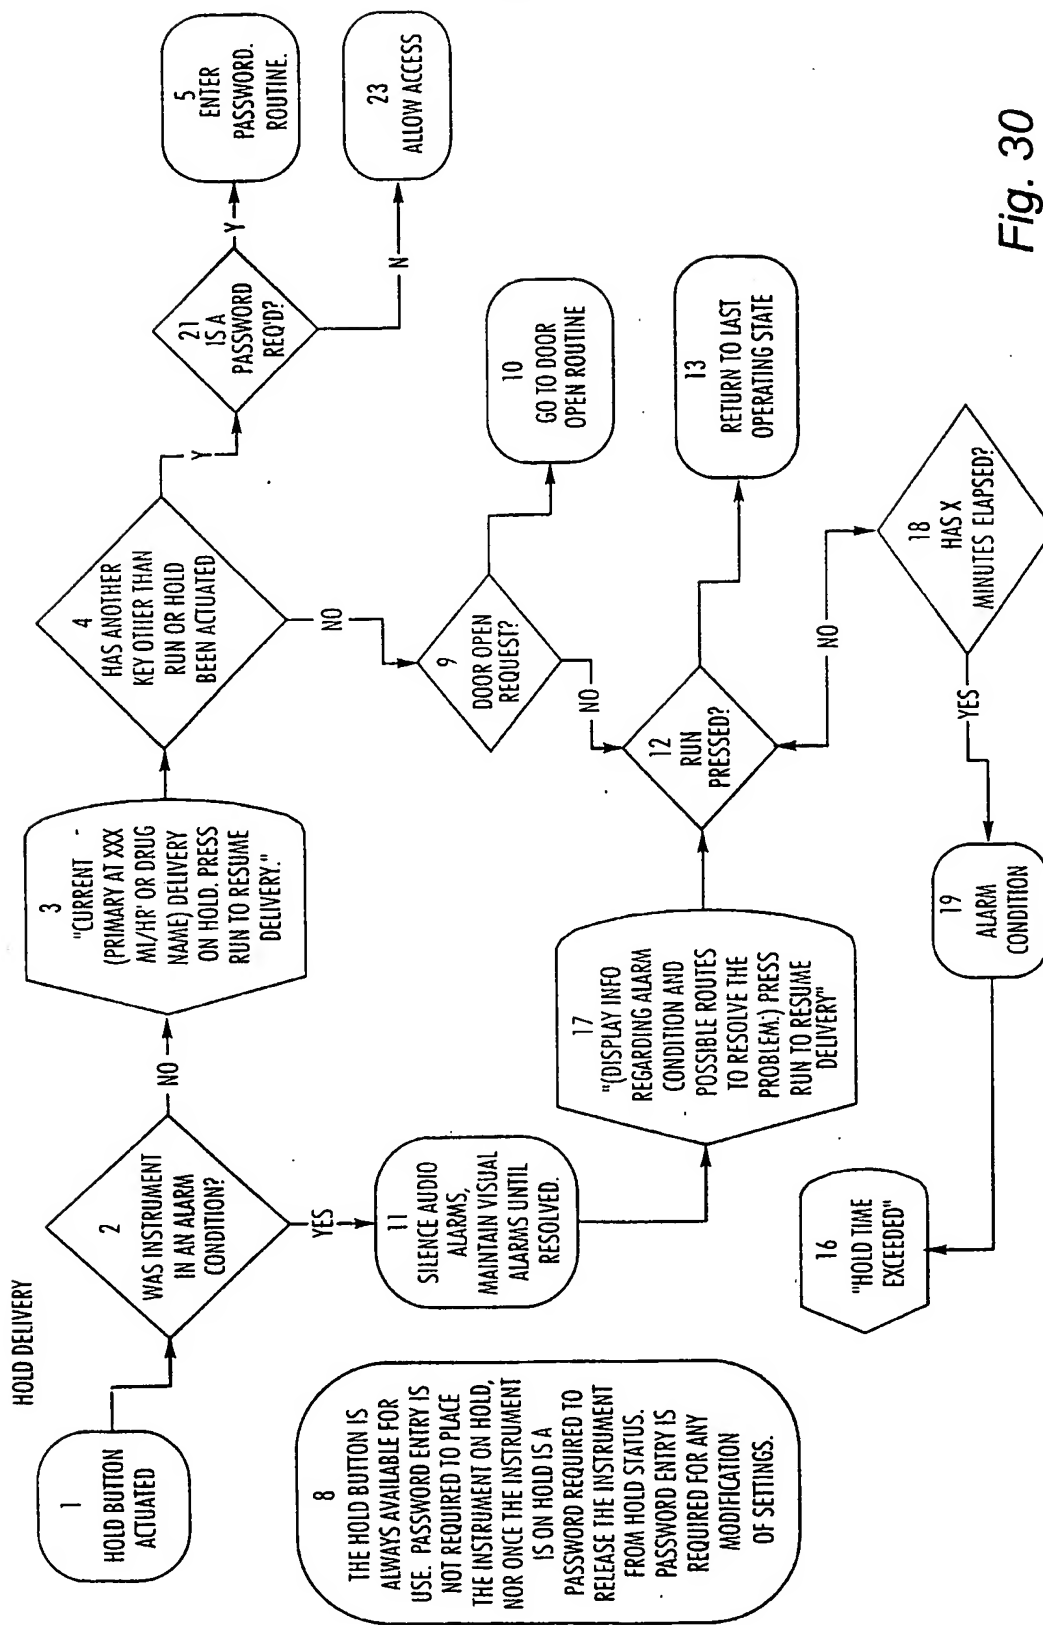 HOLD DELIVERY
1
HOLD BUTTON
ACTUATED
2
WAS INSTRUMENT
IN AN ALARM
CONDITION?
NO
YES
3
"CURRENT
(PRIMARY AT XXX
Ml/HR' OR DRUG
NAME) DELIVERY
ON HOLD. PRESS
RUN TO RESUME
DELIVERY."
4
HAS ANOTHER
KEY OTHER THAN
RUN OR HOLD
BEEN ACTUATED
Y
NO
21
IS A
PASSWORD
REQ'D?
Y
N
5
ENTER
PASSWORD.
ROUTINE.
23
ALLOW ACCESS
9
DOOR OPEN
REQUEST?
NO
10
GO TO DOOR
OPEN ROUTINE
11
SILENCE AUDIO
ALARMS,
MAINTAIN VISUAL
ALARMS UNTIL
RESOLVED.
17
"(DISPLAY INFO
REGARDING ALARM
CONDITION AND
POSSIBLE ROUTES
TO RESOLVE THE
PROBLEM.) PRESS
RUN TO RESUME
DELIVERY"
12
RUN
PRESSED?
NO
13
RETURN TO LAST
OPERATING STATE
8
THE HOLD BUTTON IS
ALWAYS AVAILABLE FOR
USE. PASSWORD ENTRY IS
NOT REQUIRED TO PLACE
THE INSTRUMENT ON HOLD,
NOR ONCE THE INSTRUMENT
IS ON HOLD IS A
PASSWORD REQUIRED TO
RELEASE THE INSTRUMENT
FROM HOLD STATUS.
PASSWORD ENTRY IS
REQUIRED FOR ANY
MODIFICATION
OF SETTINGS.
16
"HOLD TIME
EXCEEDED"
19
ALARM
CONDITION
YES
18
HAS X
MINUTES ELAPSED?
Fig. 30